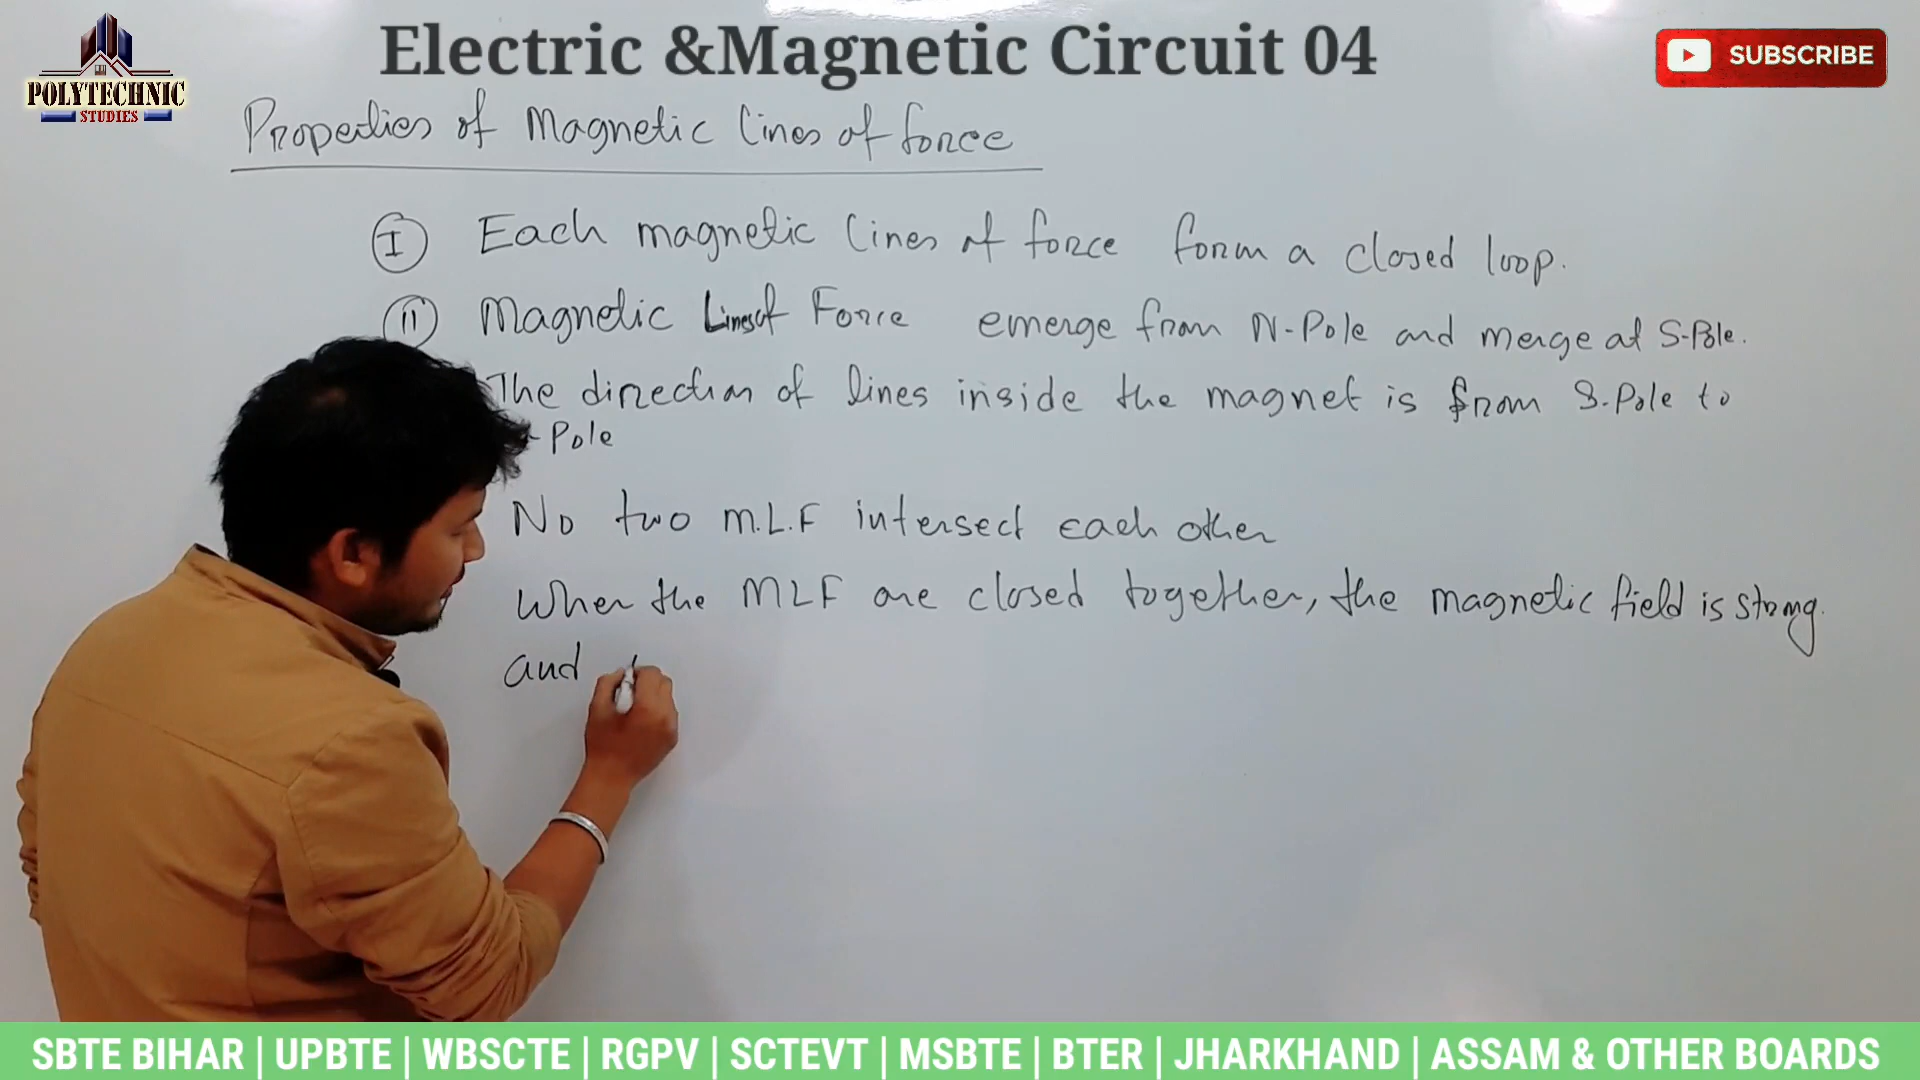 Electric &Magnetic Circuit 04
SUBSCRIBE
POLYTECHNIC
STUDIES
Properties of Magnetic lines of force
I Each magnetic lines of force form a closed loop.
II Magnetic Lines of Force emerge from N-Pole and merge at S-Pole.
The direction of lines inside the magnet is from S-Pole to
-Pole
No two M.L.F intersect each other
When the MLF are closed together, the magnetic field is strong.
and
SBTE BIHAR | UPBTE | WBSCTE | RGPV | SCTEVT | MSBTE | BTER | JHARKHAND | ASSAM & OTHER BOARDS